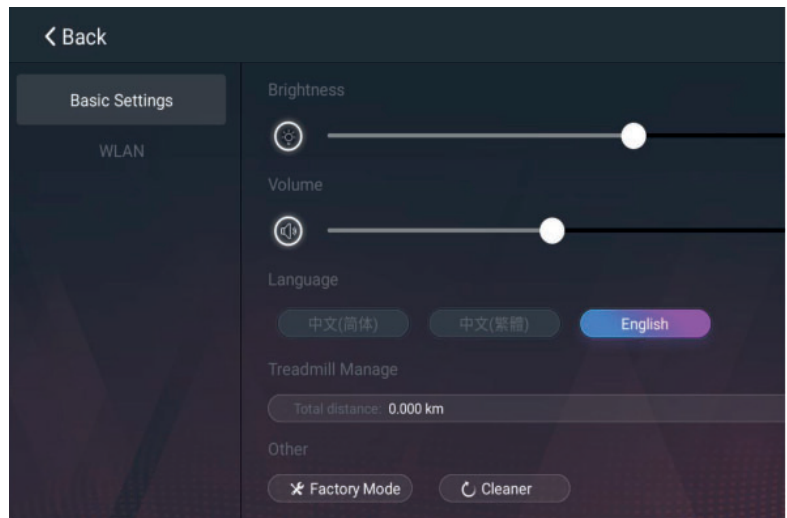 Back
Basic Settings
WLAN
Brightness
Volume
Language
中文(简体) 中文(繁體) English
Treadmill Manage
Total distance: 0.000 km
Other
Factory Mode Cleaner